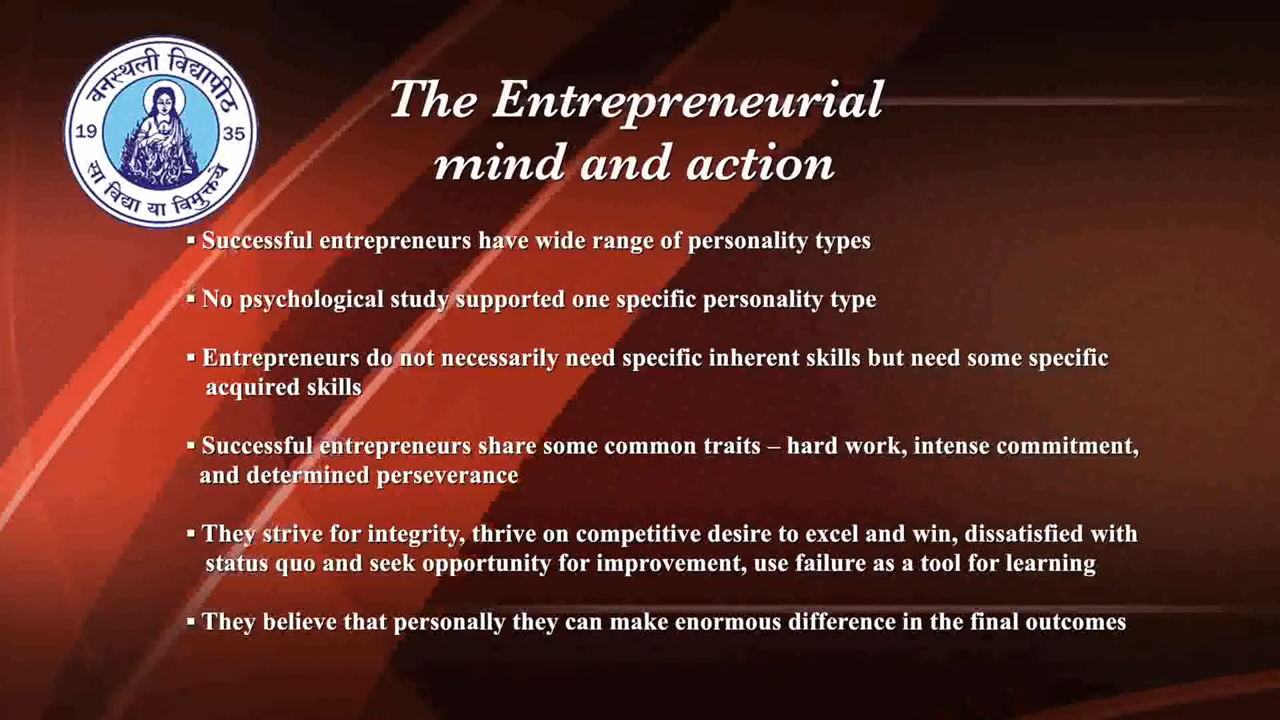 वनस्थली विद्यापीठ
19 35
सा विद्या या विमुक्तये
The Entrepreneurial
mind and action
▪ Successful entrepreneurs have wide range of personality types
▪ No psychological study supported one specific personality type
▪ Entrepreneurs do not necessarily need specific inherent skills but need some specific
acquired skills
▪ Successful entrepreneurs share some common traits – hard work, intense commitment,
and determined perseverance
▪ They strive for integrity, thrive on competitive desire to excel and win, dissatisfied with
status quo and seek opportunity for improvement, use failure as a tool for learning
▪ They believe that personally they can make enormous difference in the final outcomes